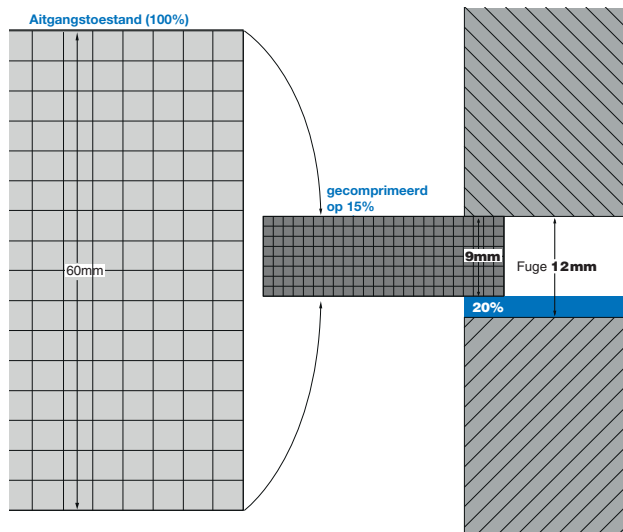 Aitgangstoestand (100%)
gecomprimeerd
op 15%
60mm
9mm
Fuge 12mm
20%